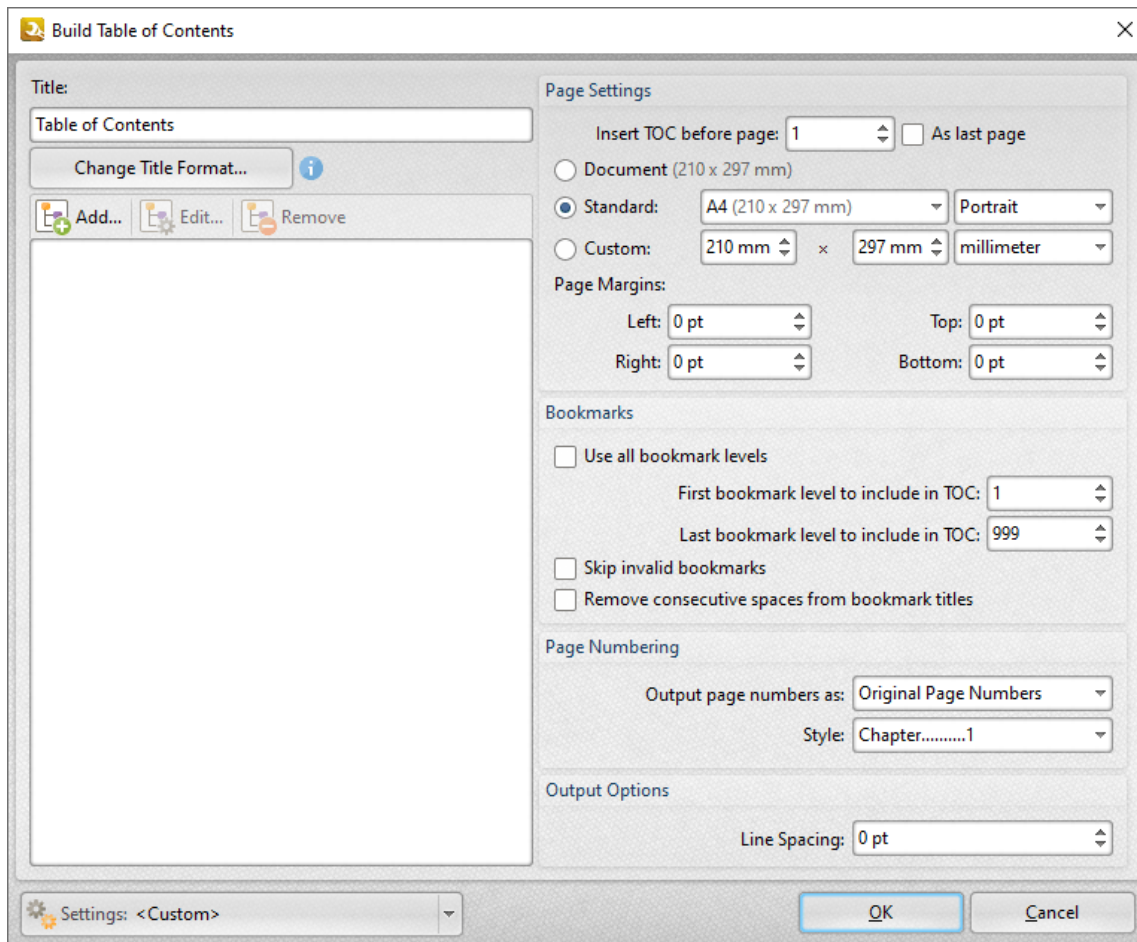 Build Table of Contents
Title:
Table of Contents
Change Title Format...
Add... Edit... Remove
Page Settings
Insert TOC before page: 1 As last page
Document (210 x 297 mm)
Standard: A4 (210 x 297 mm) Portrait
Custom: 210 mm × 297 mm millimeter
Page Margins:
Left: 0 pt Top: 0 pt
Right: 0 pt Bottom: 0 pt
Bookmarks
Use all bookmark levels
First bookmark level to include in TOC: 1
Last bookmark level to include in TOC: 999
Skip invalid bookmarks
Remove consecutive spaces from bookmark titles
Page Numbering
Output page numbers as: Original Page Numbers
Style: Chapter..........1
Output Options
Line Spacing: 0 pt
Settings: <Custom> OK Cancel